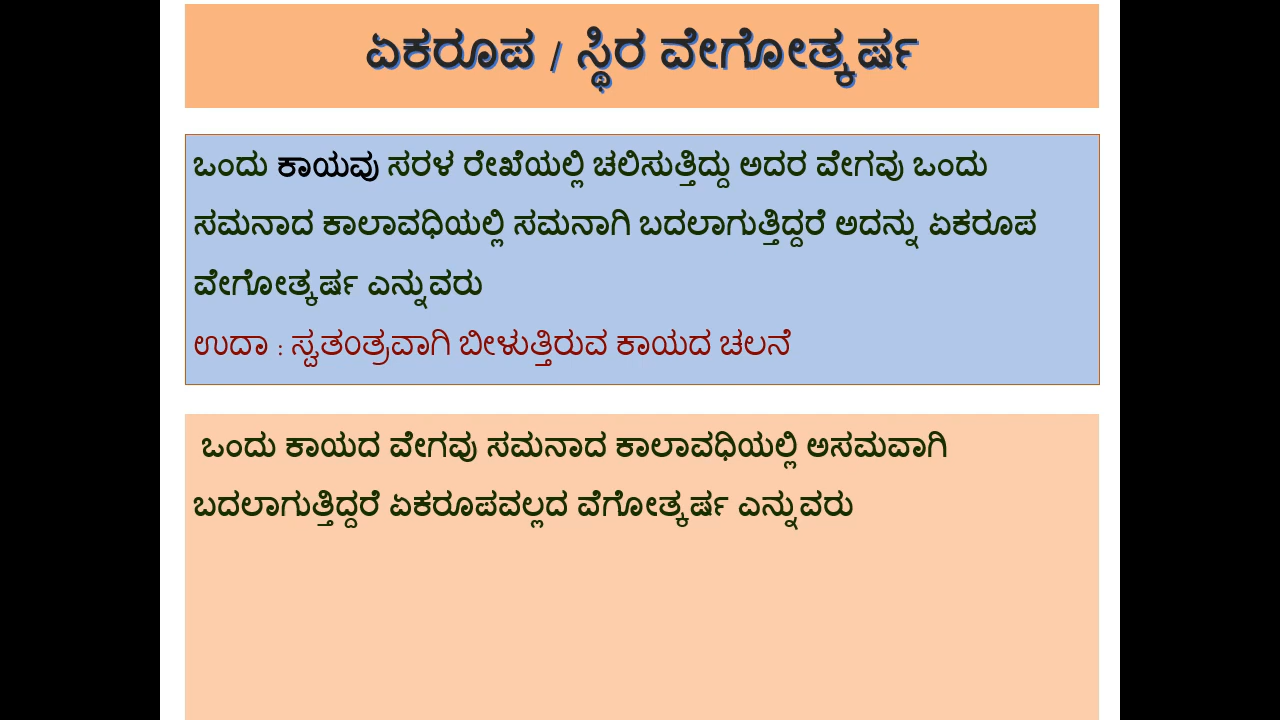 ಏಕರೂಪ / ಸ್ಥಿರ ವೇಗೋತ್ಕರ್ಷ
ಒಂದು ಕಾಯವು ಸರಳ ರೇಖೆಯಲ್ಲಿ ಚಲಿಸುತ್ತಿದ್ದು ಅದರ ವೇಗವು ಒಂದು
ಸಮನಾದ ಕಾಲಾವಧಿಯಲ್ಲಿ ಸಮನಾಗಿ ಬದಲಾಗುತ್ತಿದ್ದರೆ ಅದನ್ನು ಏಕರೂಪ
ವೇಗೋತ್ಕರ್ಷ ಎನ್ನುವರು
ಉದಾ : ಸ್ವತಂತ್ರವಾಗಿ ಬೀಳುತ್ತಿರುವ ಕಾಯದ ಚಲನೆ
ಒಂದು ಕಾಯದ ವೇಗವು ಸಮನಾದ ಕಾಲಾವಧಿಯಲ್ಲಿ ಅಸಮವಾಗಿ
ಬದಲಾಗುತ್ತಿದ್ದರೆ ಏಕರೂಪವಲ್ಲದ ವೆಗೋತ್ಕರ್ಷ ಎನ್ನುವರು